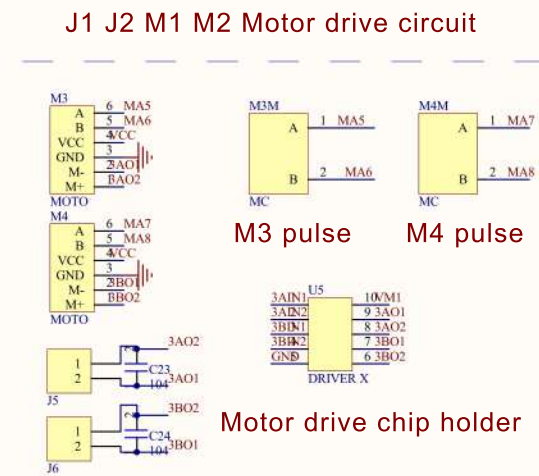 J1 J2 M1 M2 Motor drive circuit
M3
A 6 MA5
B 5 MA6
VCC 4 VCC
GND 3
M- 2 3AO1
M+ 3AO2
MOTO
M3M
A 1 MA5
B 2 MA6
MC
M3 pulse
M4M
A 1 MA7
B 2 MA8
MC
M4 pulse
M4
A 6 MA7
B 5 MA8
VCC 4 VCC
GND 3
M- 2 3BO1
M+ 3BO2
MOTO
U5
3AIN1 10 VM1
3AIN2 9 3AO1
3BIN1 8 3AO2
3BIN2 7 3BO1
GND 6 3BO2
DRIVER X
Motor drive chip holder
3AO2
1
2
C23
104
3AO1
J5
3BO2
1
2
C24
104
3BO1
J6